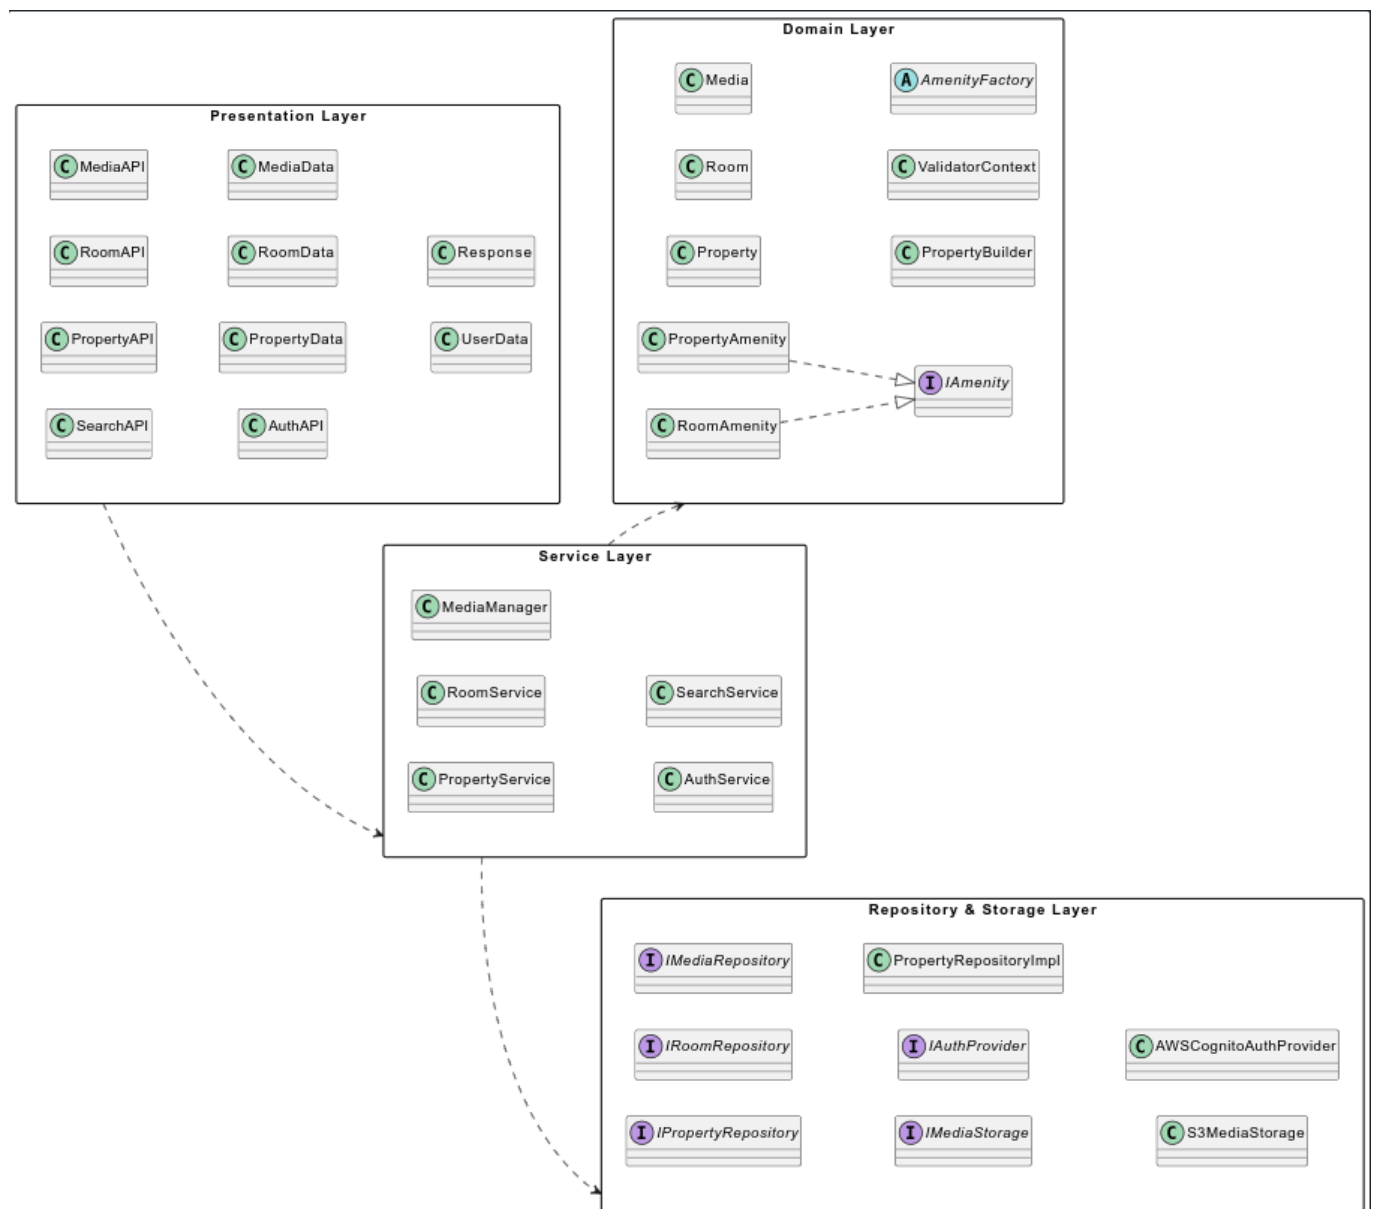 Domain Layer
C Media
A AmenityFactory
C Room
C ValidatorContext
C Property
C PropertyBuilder
C PropertyAmenity
I IAmenity
C RoomAmenity
Presentation Layer
C MediaAPI
C MediaData
C RoomAPI
C RoomData
C Response
C PropertyAPI
C PropertyData
C UserData
C SearchAPI
C AuthAPI
Service Layer
C MediaManager
C RoomService
C SearchService
C PropertyService
C AuthService
Repository & Storage Layer
I IMediaRepository
C PropertyRepositoryImpl
I IRoomRepository
I IAuthProvider
C AWSCognitoAuthProvider
I IPropertyRepository
I IMediaStorage
C S3MediaStorage